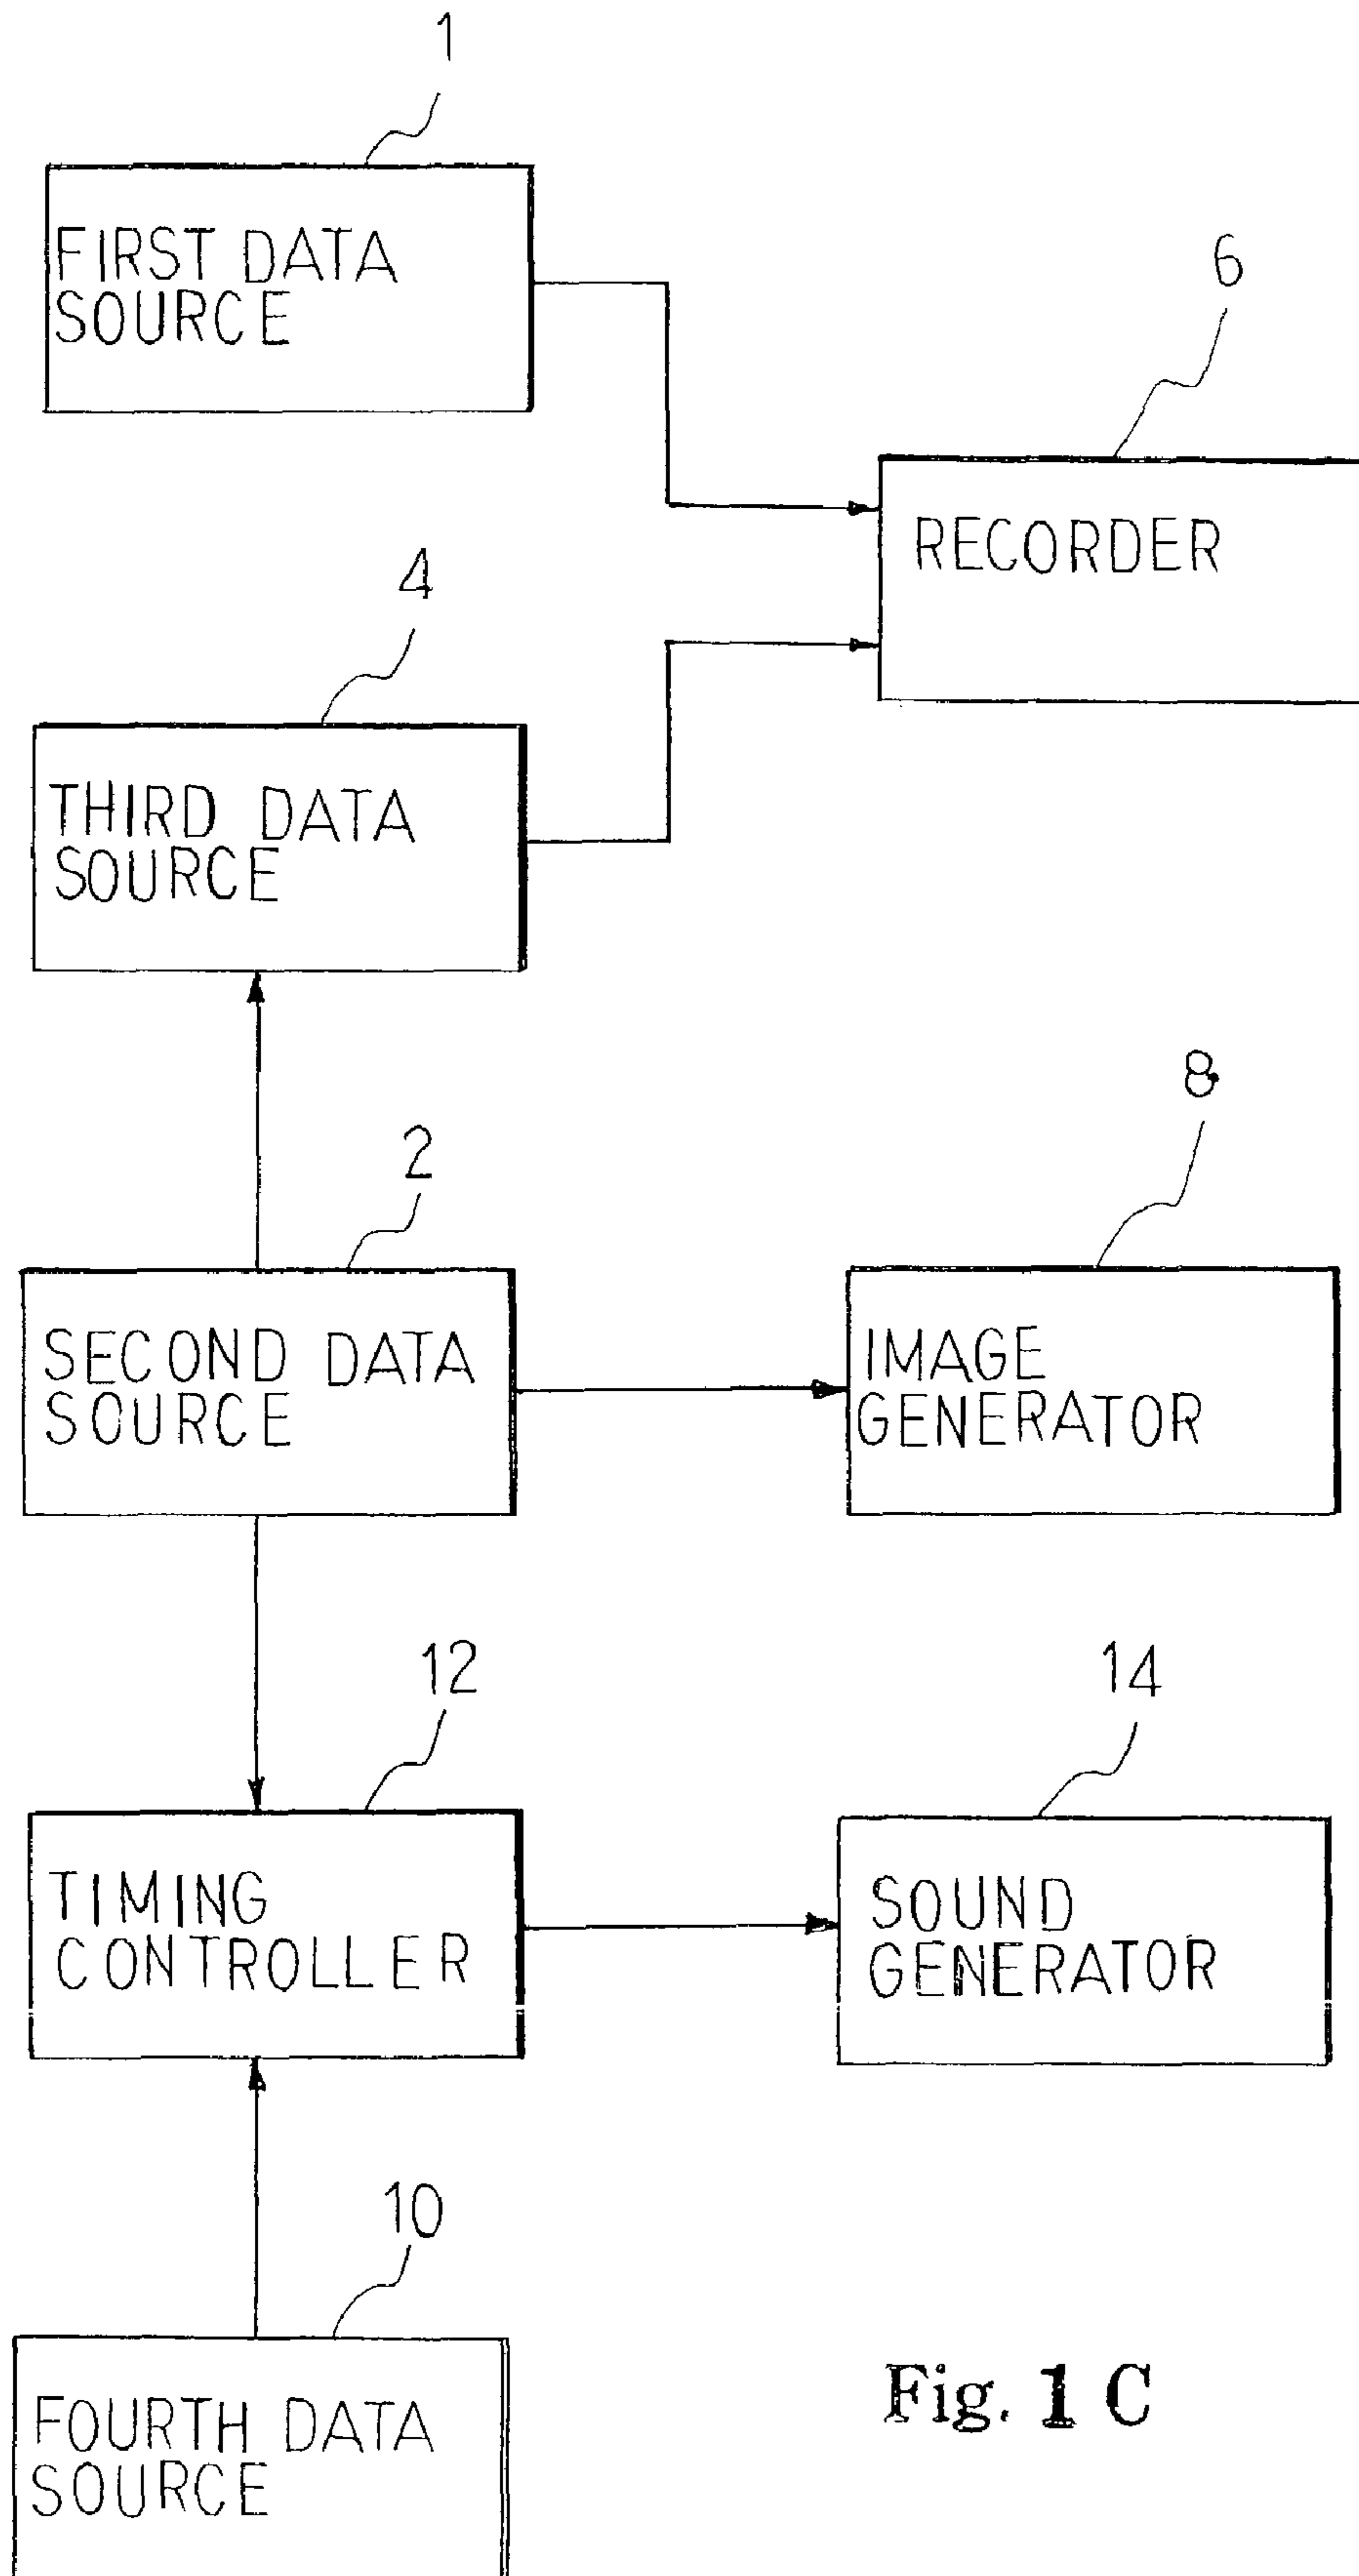 1
FIRST DATA
SOURCE
6
RECORDER
4
THIRD DATA
SOURCE
8
2
SECOND DATA
SOURCE
IMAGE
GENERATOR
12
14
TIMING
CONTROLLER
SOUND
GENERATOR
10
FOURTH DATA
SOURCE
Fig. 1 C